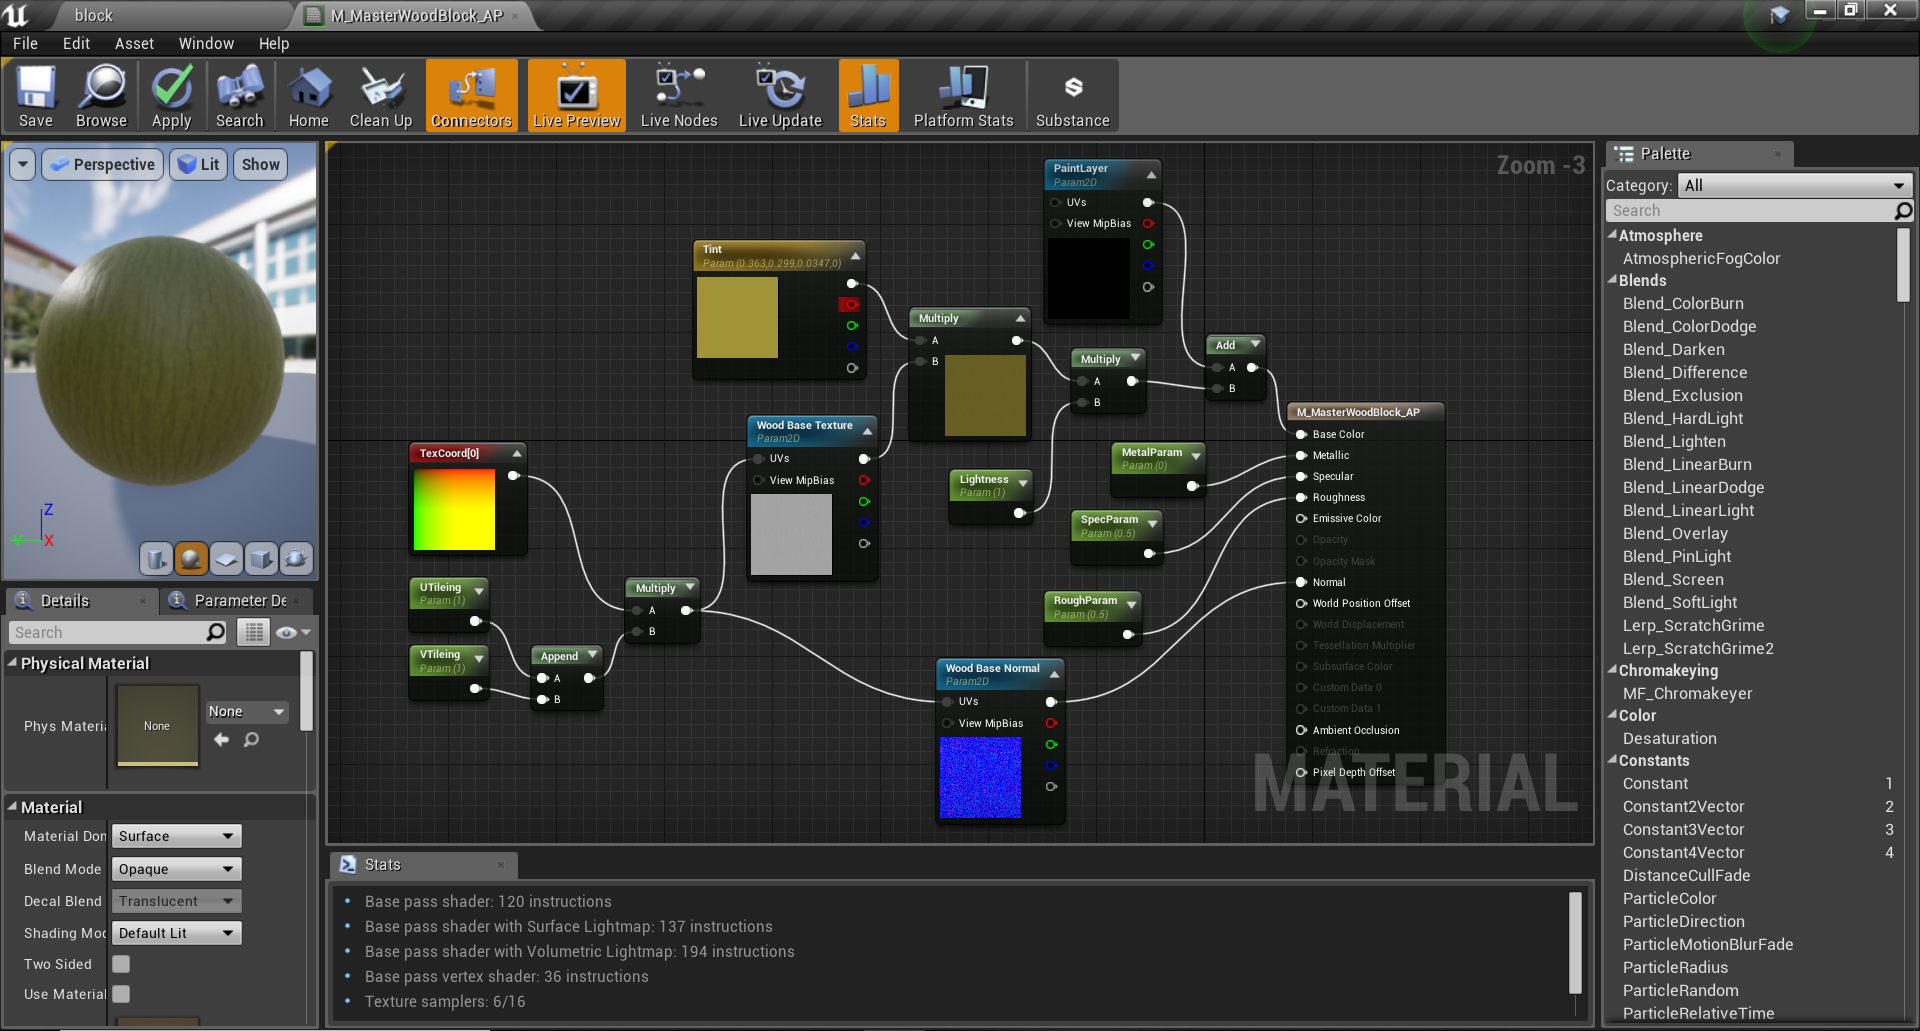 block
M_MasterWoodBlock_AP
File Edit Asset Window Help
Save Browse Apply Search Home Clean Up Connectors Live Preview Live Nodes Live Update Stats Platform Stats Substance
Perspective Lit Show
Z
Y
X
Details
Parameter De
Search
Physical Material
Phys Materi
None
None
Material
Material Don
Surface
Blend Mode
Opaque
Decal Blend
Translucent
Shading Mod
Default Lit
Two Sided
Use Material
Zoom -3
PaintLayer
Param2D
UVs
View MipBias
Tint
Param (0.363,0.299,0.0347,0)
Multiply
A
B
Multiply
A
B
Add
A
B
Wood Base Texture
Param2D
UVs
View MipBias
TexCoord[0]
Lightness
Param (1)
MetalParam
Param (0)
SpecParam
Param (0.5)
RoughParam
Param (0.5)
UTileing
Param (1)
VTileing
Param (1)
Append
A
B
Multiply
A
B
Wood Base Normal
Param2D
UVs
View MipBias
M_MasterWoodBlock_AP
Base Color
Metallic
Specular
Roughness
Emissive Color
Opacity
Opacity Mask
Normal
World Position Offset
World Displacement
Tessellation Multiplier
Subsurface Color
Custom Data 0
Custom Data 1
Ambient Occlusion
Refraction
Pixel Depth Offset
MATERIAL
Stats
Base pass shader: 120 instructions
Base pass shader with Surface Lightmap: 137 instructions
Base pass shader with Volumetric Lightmap: 194 instructions
Base pass vertex shader: 36 instructions
Texture samplers: 6/16
Palette
Category: All
Search
Atmosphere
AtmosphericFogColor
Blends
Blend_ColorBurn
Blend_ColorDodge
Blend_Darken
Blend_Difference
Blend_Exclusion
Blend_HardLight
Blend_Lighten
Blend_LinearBurn
Blend_LinearDodge
Blend_LinearLight
Blend_Overlay
Blend_PinLight
Blend_Screen
Blend_SoftLight
Lerp_ScratchGrime
Lerp_ScratchGrime2
Chromakeying
MF_Chromakeyer
Color
Desaturation
Constants
Constant 1
Constant2Vector 2
Constant3Vector 3
Constant4Vector 4
DistanceCullFade
ParticleColor
ParticleDirection
ParticleMotionBlurFade
ParticleRadius
ParticleRandom
ParticleRelativeTime